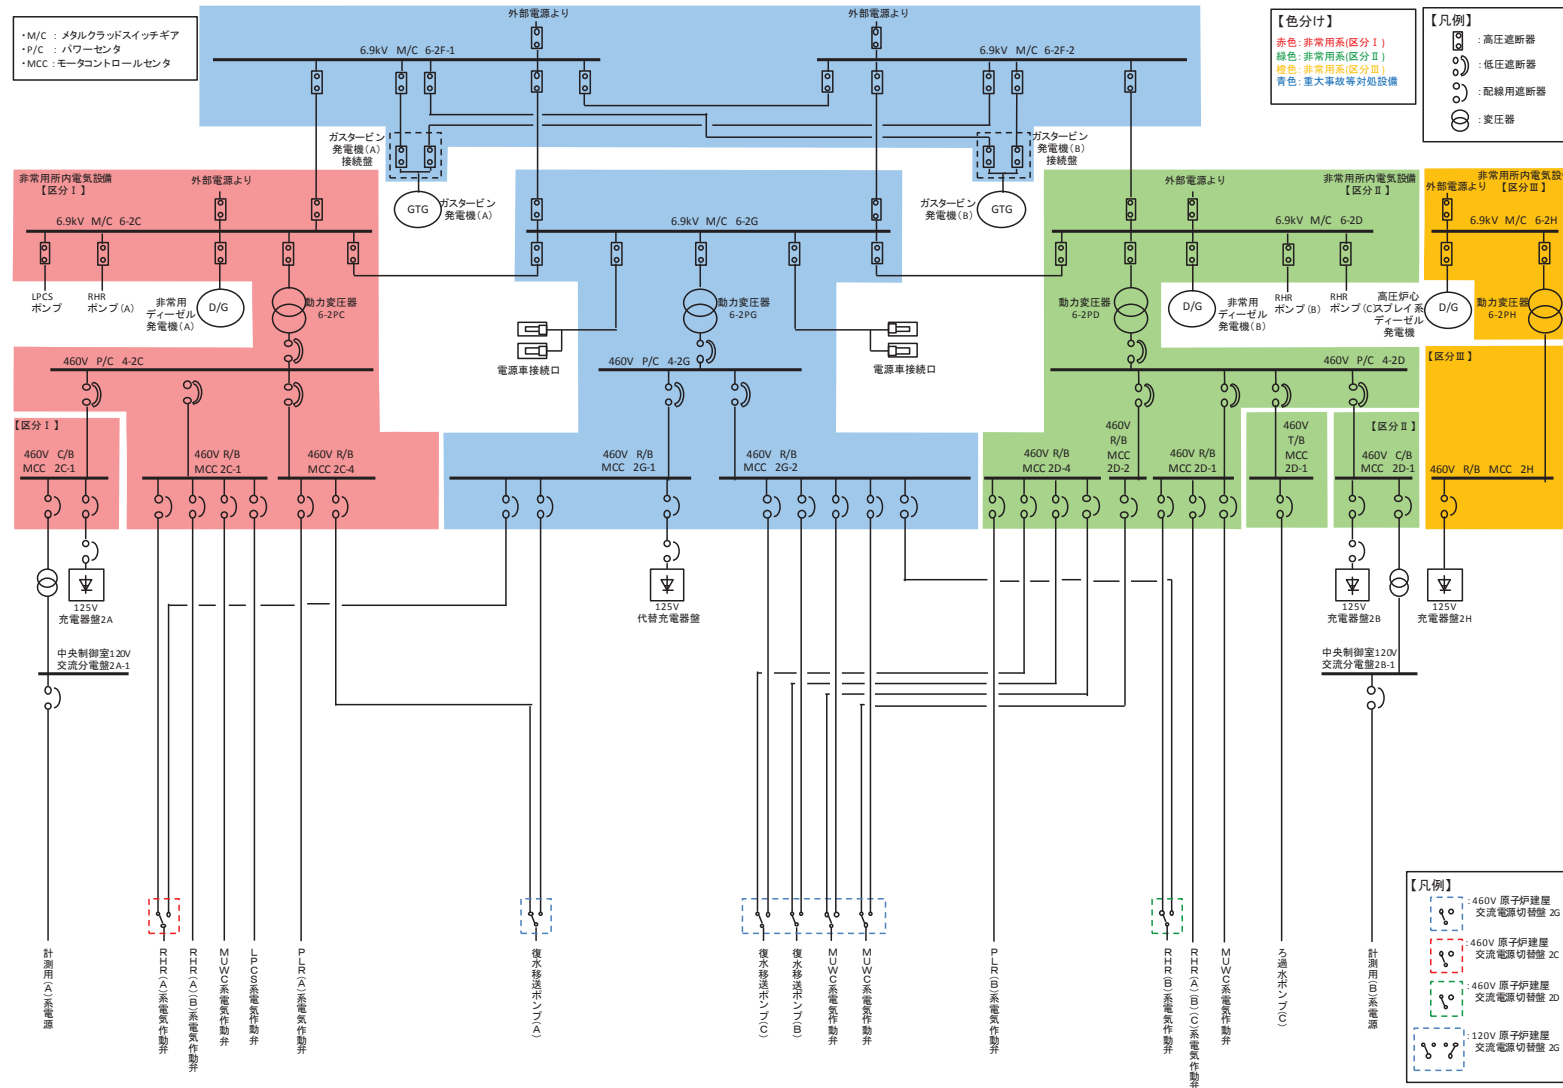 ・M/C ： メタルクラッドスイッチギア
・P/C ： パワーセンタ
・MCC：モータコントロールセンタ
外部電源より
外部電源より
【色分け】
赤色：非常用系(区分Ⅰ)
緑色：非常用系(区分Ⅱ)
橙色：非常用系(区分Ⅲ)
青色：重大事故等対処設備
【凡例】
：高圧遮断器
：低圧遮断器
：配線用遮断器
：変圧器
6.9kV M/C 6-2F-1
6.9kV M/C 6-2F-2
ガスタービン
発電機(A)
接続盤
ガスタービン
発電機(B)
接続盤
GTG
ガスタービン
発電機(A)
GTG
ガスタービン
発電機(B)
非常用所内電気設備
【区分Ⅰ】
外部電源より
6.9kV M/C 6-2C
LPCS
ポンプ
RHR
ポンプ(A)
非常用
ディーゼル
発電機(A)
D/G
動力変圧器
6-2PC
6.9kV M/C 6-2G
動力変圧器
6-2PG
電源車接続口
電源車接続口
外部電源より
非常用所内電気設備
【区分Ⅱ】
6.9kV M/C 6-2D
動力変圧器
6-2PD
D/G
非常用
ディーゼル
発電機(B)
RHR
ポンプ(B)
RHR
ポンプ(C)
非常用所内電気設
外部電源より
【区分Ⅲ】
6.9kV M/C 6-2H
高圧炉心
スプレイ系
ディーゼル
発電機
D/G
動力変圧器
6-2PH
460V P/C 4-2C
460V P/C 4-2G
460V P/C 4-2D
【区分Ⅲ】
【区分Ⅰ】
460V C/B
MCC 2C-1
460V R/B
MCC 2C-1
460V R/B
MCC 2C-4
460V R/B
MCC 2G-1
460V R/B
MCC 2G-2
460V R/B
MCC 2D-4
460V
R/B
MCC
2D-2
460V R/B
MCC 2D-1
460V
T/B
MCC
2D-1
【区分Ⅱ】
460V C/B
MCC 2D-1
460V R/B MCC 2H
125V
充電器盤2A
125V
代替充電器盤
125V
充電器盤2B
125V
充電器盤2H
中央制御室120V
交流分電盤2A-1
中央制御室120V
交流分電盤2B-1
計測用(A)系電源
RHR(A)系電気作動弁
RHR(A)(B)系電気作動弁
MUWC系電気作動弁
LPCS系電気作動弁
PLR(A)系電気作動弁
復水移送ポンプ(A)
復水移送ポンプ(C)
復水移送ポンプ(B)
MUWC系電気作動弁
MUWC系電気作動弁
PLR(B)系電気作動弁
RHR(B)系電気作動弁
RHR(A)(B)(C)系電気作動弁
MUWC系電気作動弁
ろ過水ポンプ(C)
計測用(B)系電源
【凡例】
：460V 原子炉建屋
交流電源切替盤 2G
：460V 原子炉建屋
交流電源切替盤 2C
：460V 原子炉建屋
交流電源切替盤 2D
：120V 原子炉建屋
交流電源切替盤 2G